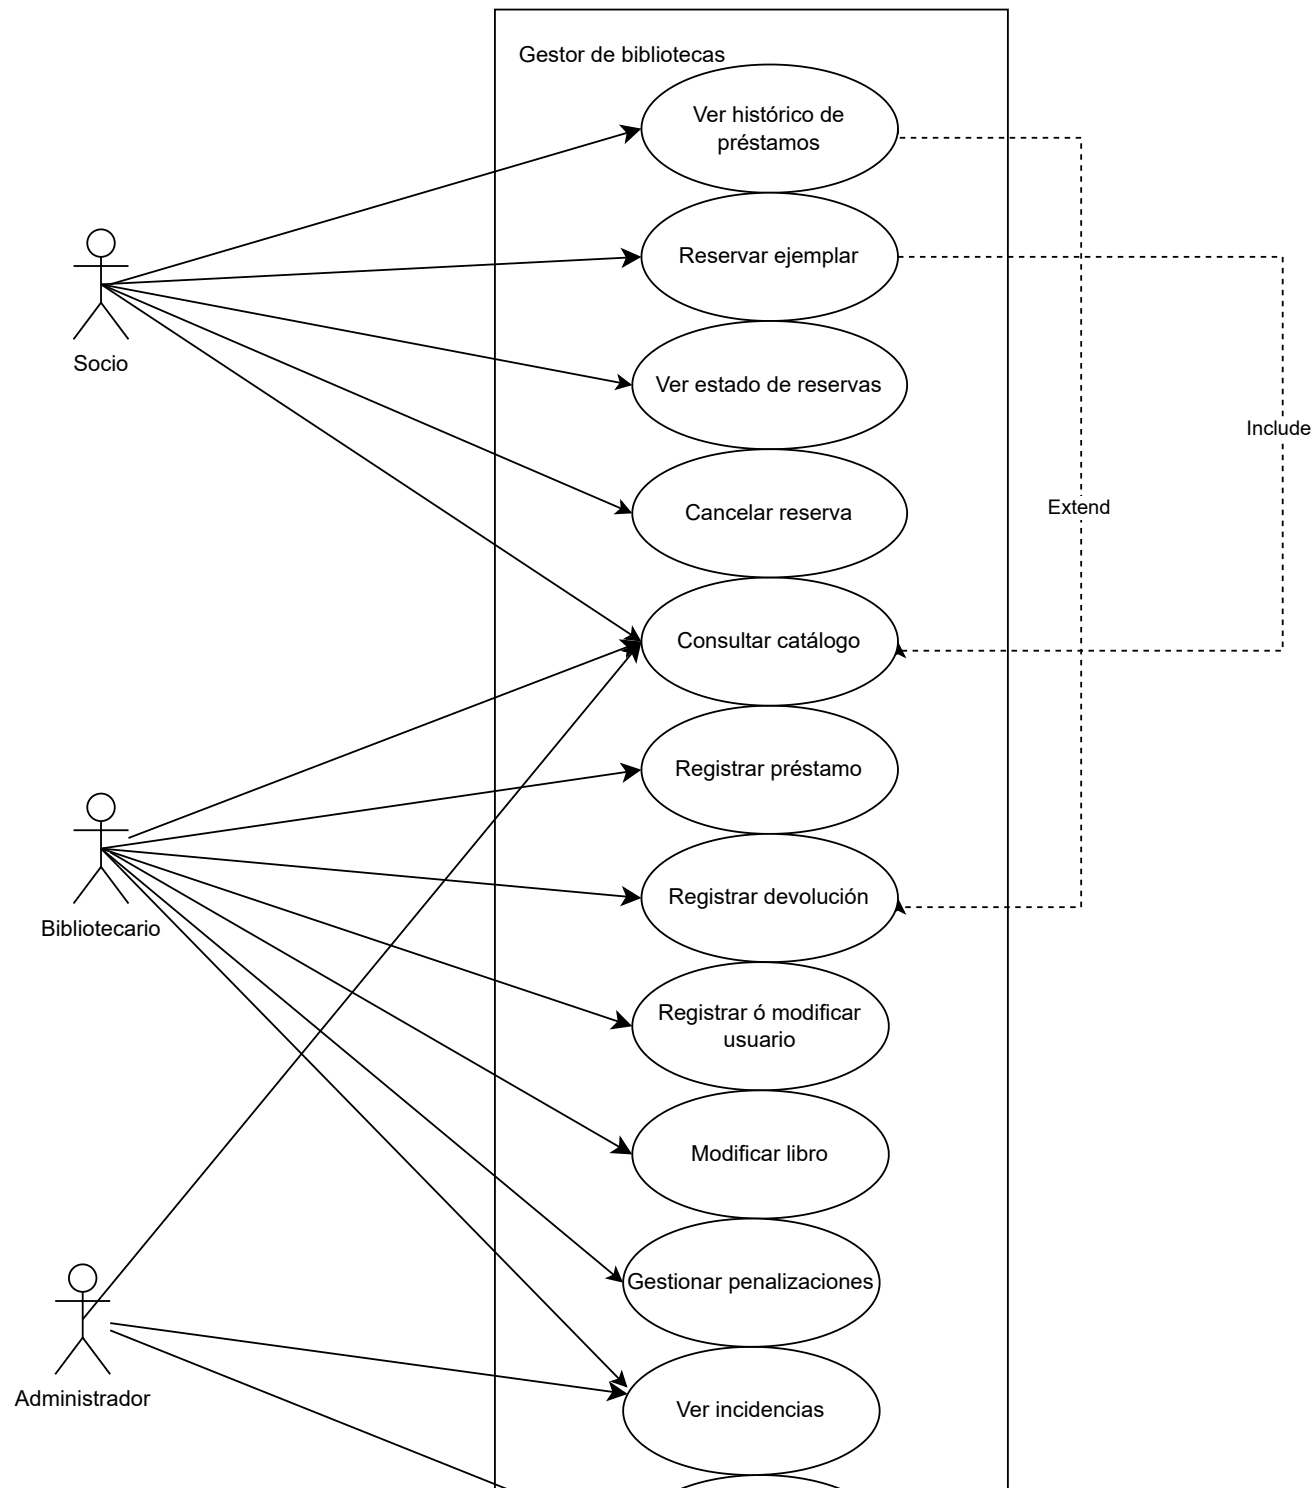 Gestor de bibliotecas
Ver histórico de
préstamos
Reservar ejemplar
Socio
Ver estado de reservas
Include
Cancelar reserva
Extend
Consultar catálogo
Registrar préstamo
Registrar devolución
Bibliotecario
Registrar ó modificar
usuario
Modificar libro
Gestionar penalizaciones
Administrador
Ver incidencias